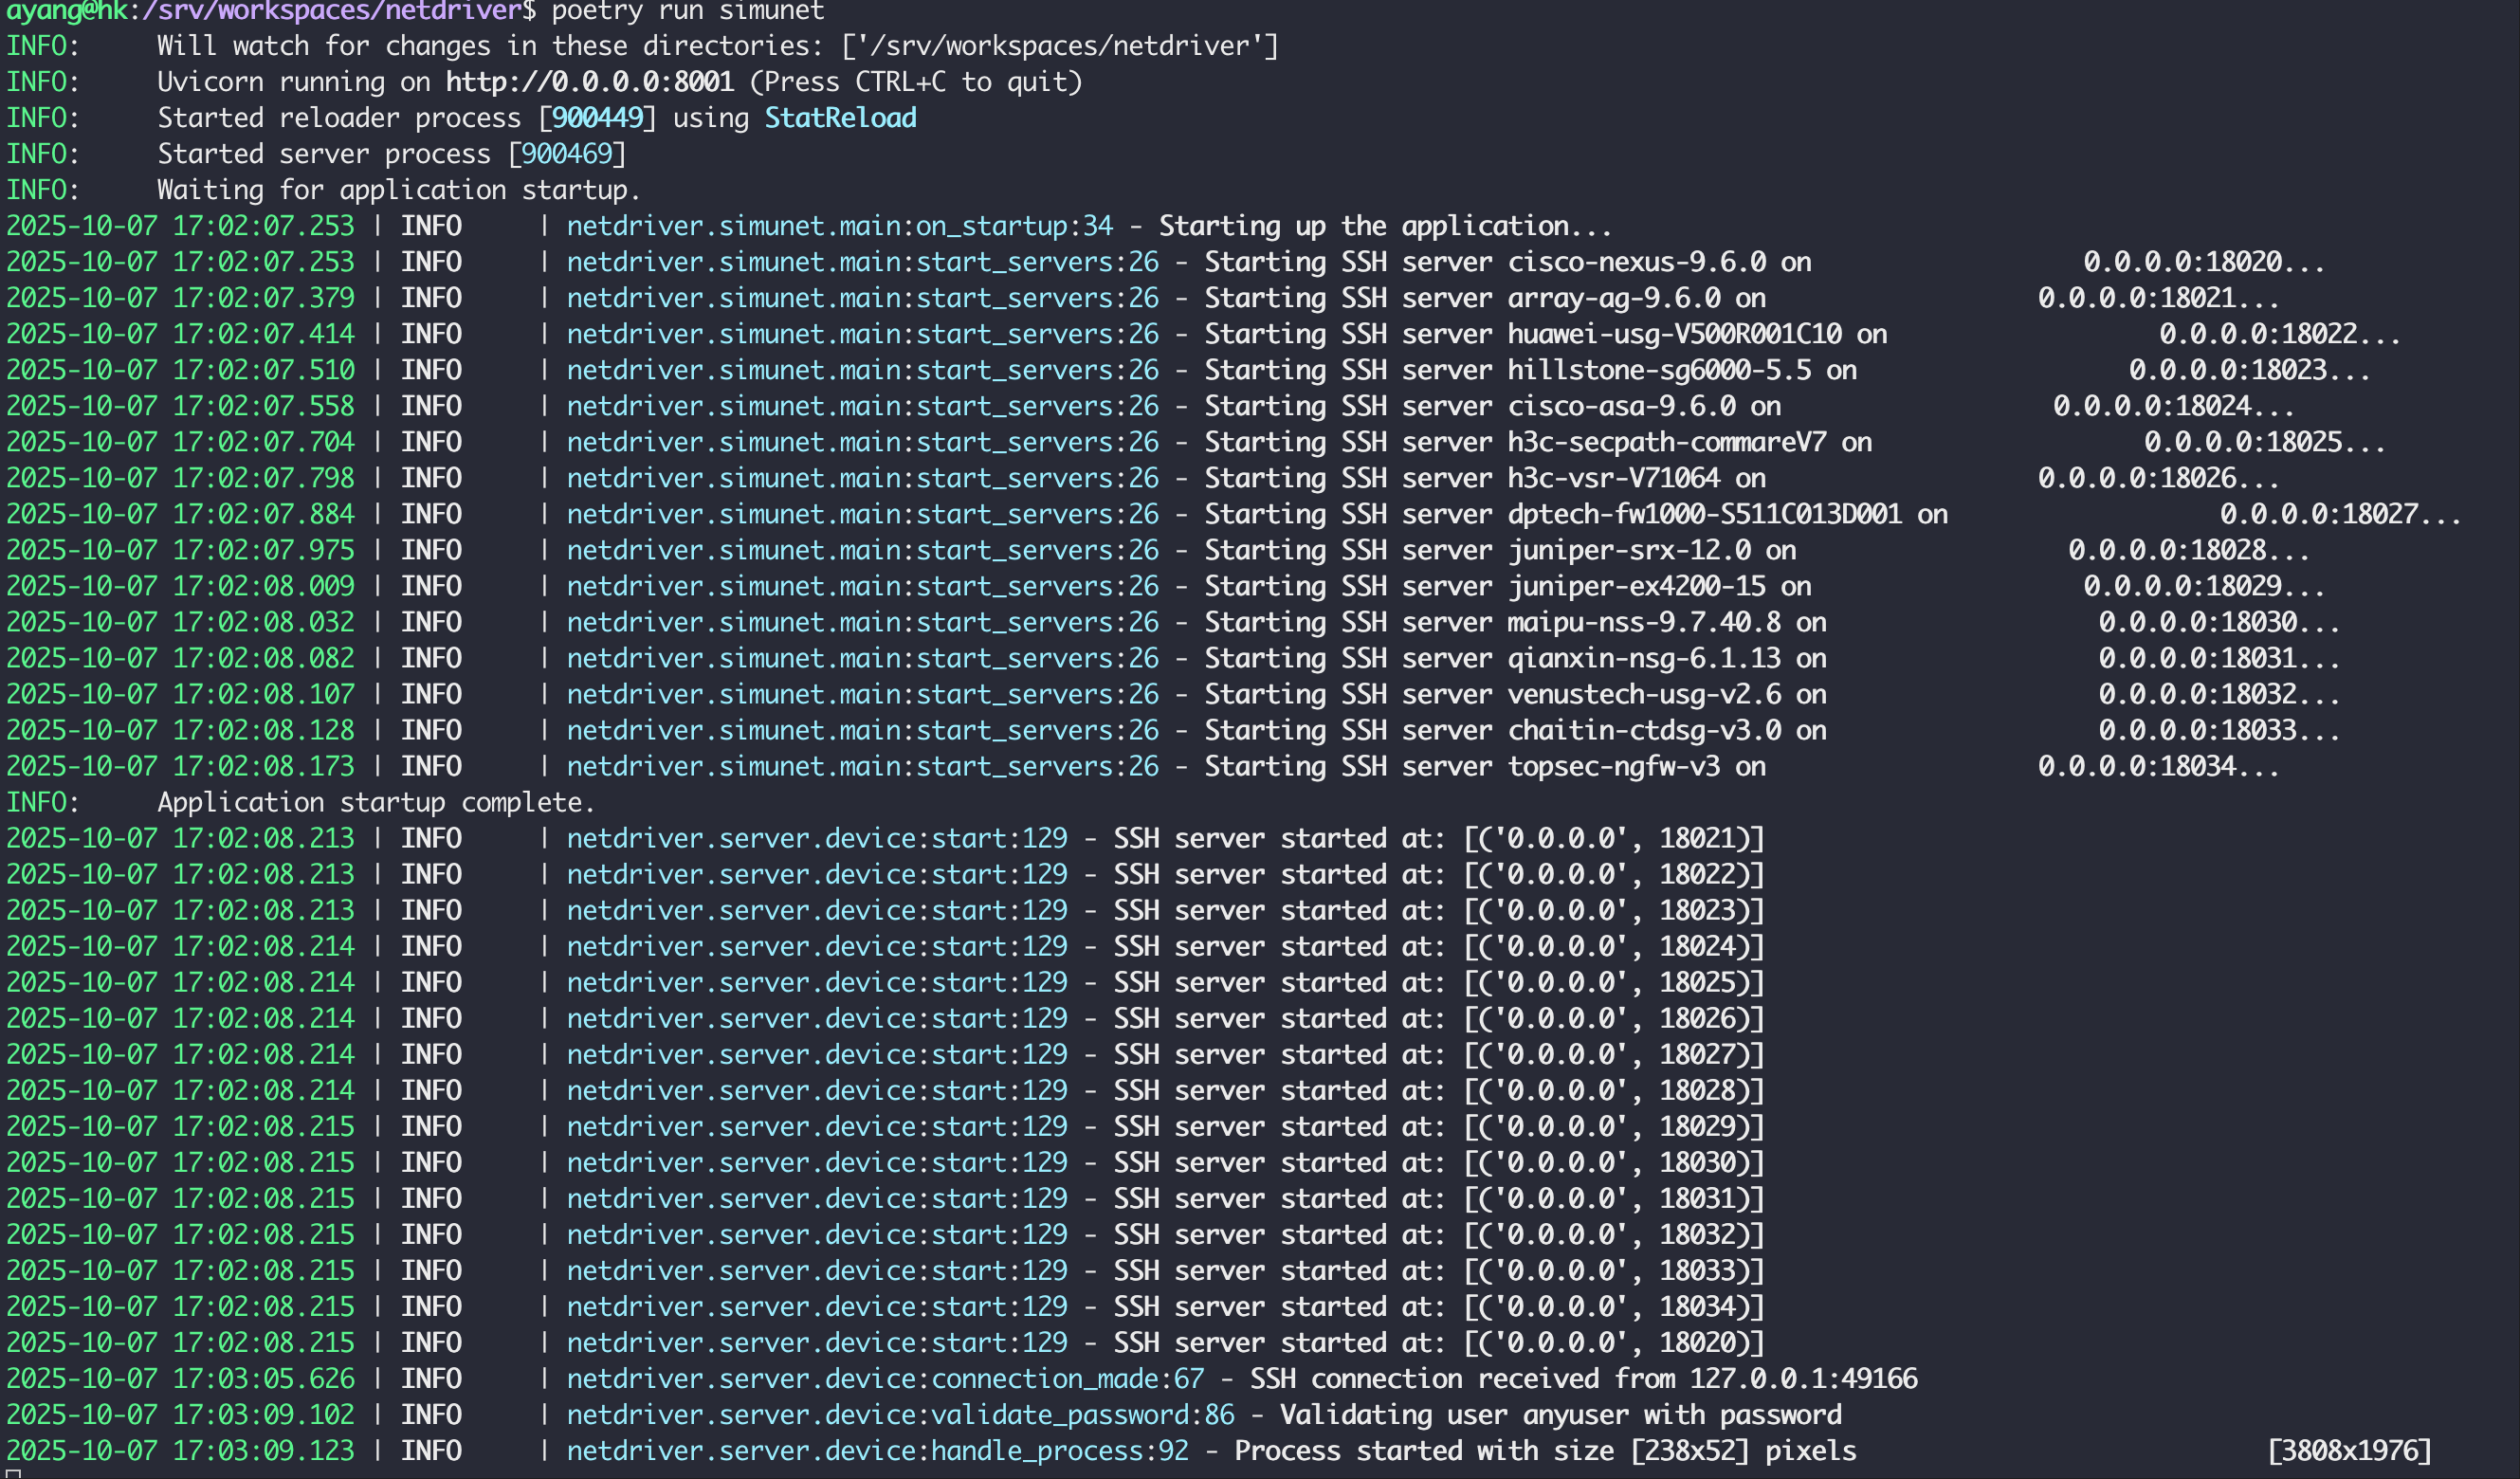 ayang@hk:/srv/workspaces/netdriver$ poetry run simunet
INFO:     Will watch for changes in these directories: ['/srv/workspaces/netdriver']
INFO:     Uvicorn running on http://0.0.0.0:8001 (Press CTRL+C to quit)
INFO:     Started reloader process [900449] using StatReload
INFO:     Started server process [900469]
INFO:     Waiting for application startup.
2025-10-07 17:02:07.253 | INFO     | netdriver.simunet.main:on_startup:34 - Starting up the application...
2025-10-07 17:02:07.253 | INFO     | netdriver.simunet.main:start_servers:26 - Starting SSH server cisco-nexus-9.6.0 on                  0.0.0.0:18020...
2025-10-07 17:02:07.379 | INFO     | netdriver.simunet.main:start_servers:26 - Starting SSH server array-ag-9.6.0 on                  0.0.0.0:18021...
2025-10-07 17:02:07.414 | INFO     | netdriver.simunet.main:start_servers:26 - Starting SSH server huawei-usg-V500R001C10 on                  0.0.0.0:18022...
2025-10-07 17:02:07.510 | INFO     | netdriver.simunet.main:start_servers:26 - Starting SSH server hillstone-sg6000-5.5 on                  0.0.0.0:18023...
2025-10-07 17:02:07.558 | INFO     | netdriver.simunet.main:start_servers:26 - Starting SSH server cisco-asa-9.6.0 on                  0.0.0.0:18024...
2025-10-07 17:02:07.704 | INFO     | netdriver.simunet.main:start_servers:26 - Starting SSH server h3c-secpath-commareV7 on                  0.0.0.0:18025...
2025-10-07 17:02:07.798 | INFO     | netdriver.simunet.main:start_servers:26 - Starting SSH server h3c-vsr-V71064 on                  0.0.0.0:18026...
2025-10-07 17:02:07.884 | INFO     | netdriver.simunet.main:start_servers:26 - Starting SSH server dptech-fw1000-S511C013D001 on                  0.0.0.0:18027...
2025-10-07 17:02:07.975 | INFO     | netdriver.simunet.main:start_servers:26 - Starting SSH server juniper-srx-12.0 on                  0.0.0.0:18028...
2025-10-07 17:02:08.009 | INFO     | netdriver.simunet.main:start_servers:26 - Starting SSH server juniper-ex4200-15 on                  0.0.0.0:18029...
2025-10-07 17:02:08.032 | INFO     | netdriver.simunet.main:start_servers:26 - Starting SSH server maipu-nss-9.7.40.8 on                  0.0.0.0:18030...
2025-10-07 17:02:08.082 | INFO     | netdriver.simunet.main:start_servers:26 - Starting SSH server qianxin-nsg-6.1.13 on                  0.0.0.0:18031...
2025-10-07 17:02:08.107 | INFO     | netdriver.simunet.main:start_servers:26 - Starting SSH server venustech-usg-v2.6 on                  0.0.0.0:18032...
2025-10-07 17:02:08.128 | INFO     | netdriver.simunet.main:start_servers:26 - Starting SSH server chaitin-ctdsg-v3.0 on                  0.0.0.0:18033...
2025-10-07 17:02:08.173 | INFO     | netdriver.simunet.main:start_servers:26 - Starting SSH server topsec-ngfw-v3 on                  0.0.0.0:18034...
INFO:     Application startup complete.
2025-10-07 17:02:08.213 | INFO     | netdriver.server.device:start:129 - SSH server started at: [('0.0.0.0', 18021)]
2025-10-07 17:02:08.213 | INFO     | netdriver.server.device:start:129 - SSH server started at: [('0.0.0.0', 18022)]
2025-10-07 17:02:08.213 | INFO     | netdriver.server.device:start:129 - SSH server started at: [('0.0.0.0', 18023)]
2025-10-07 17:02:08.214 | INFO     | netdriver.server.device:start:129 - SSH server started at: [('0.0.0.0', 18024)]
2025-10-07 17:02:08.214 | INFO     | netdriver.server.device:start:129 - SSH server started at: [('0.0.0.0', 18025)]
2025-10-07 17:02:08.214 | INFO     | netdriver.server.device:start:129 - SSH server started at: [('0.0.0.0', 18026)]
2025-10-07 17:02:08.214 | INFO     | netdriver.server.device:start:129 - SSH server started at: [('0.0.0.0', 18027)]
2025-10-07 17:02:08.214 | INFO     | netdriver.server.device:start:129 - SSH server started at: [('0.0.0.0', 18028)]
2025-10-07 17:02:08.215 | INFO     | netdriver.server.device:start:129 - SSH server started at: [('0.0.0.0', 18029)]
2025-10-07 17:02:08.215 | INFO     | netdriver.server.device:start:129 - SSH server started at: [('0.0.0.0', 18030)]
2025-10-07 17:02:08.215 | INFO     | netdriver.server.device:start:129 - SSH server started at: [('0.0.0.0', 18031)]
2025-10-07 17:02:08.215 | INFO     | netdriver.server.device:start:129 - SSH server started at: [('0.0.0.0', 18032)]
2025-10-07 17:02:08.215 | INFO     | netdriver.server.device:start:129 - SSH server started at: [('0.0.0.0', 18033)]
2025-10-07 17:02:08.215 | INFO     | netdriver.server.device:start:129 - SSH server started at: [('0.0.0.0', 18034)]
2025-10-07 17:02:08.215 | INFO     | netdriver.server.device:start:129 - SSH server started at: [('0.0.0.0', 18020)]
2025-10-07 17:03:05.626 | INFO     | netdriver.server.device:connection_made:67 - SSH connection received from 127.0.0.1:49166
2025-10-07 17:03:09.102 | INFO     | netdriver.server.device:validate_password:86 - Validating user anyuser with password
2025-10-07 17:03:09.123 | INFO     | netdriver.server.device:handle_process:92 - Process started with size [238x52] pixels                           [3808x1976]